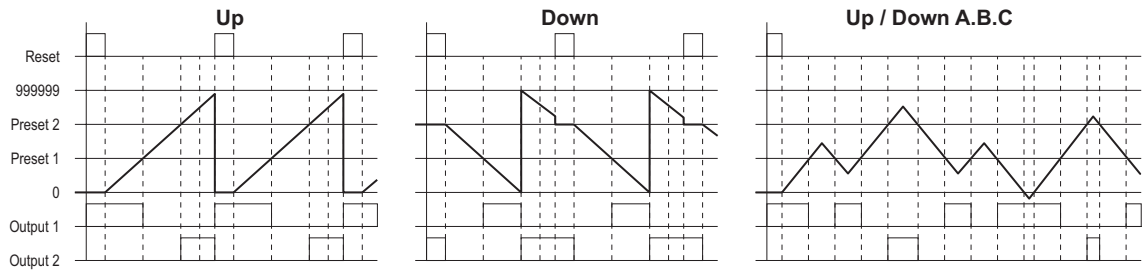 Up
Down
Up / Down A.B.C
Reset
999999
Preset 2
Preset 1
0
Output 1
Output 2